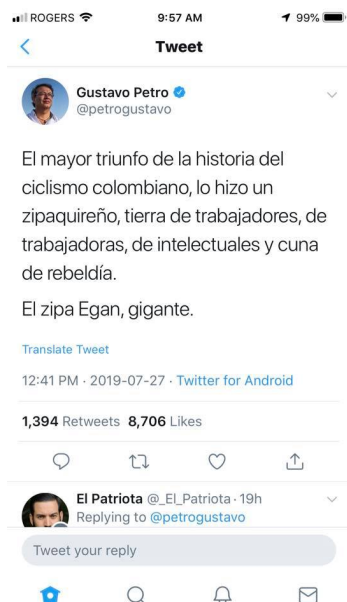 ROGERS 9:57 AM 99%
Tweet
Gustavo Petro
@petrogustavo
El mayor triunfo de la historia del
ciclismo colombiano, lo hizo un
zipaquireño, tierra de trabajadores, de
trabajadoras, de intelectuales y cuna
de rebeldía.
El zipa Egan, gigante.
Translate Tweet
12:41 PM · 2019-07-27 · Twitter for Android
1,394 Retweets 8,706 Likes
El Patriota @_El_Patriota · 19h
Replying to @petrogustavo
Tweet your reply